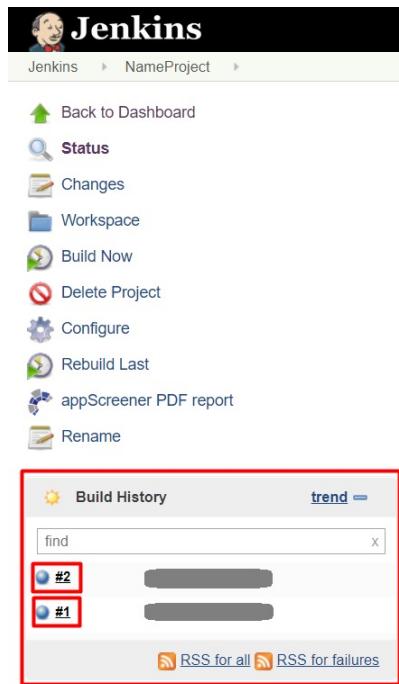 Jenkins
Jenkins NameProject
Back to Dashboard
Status
Changes
Workspace
Build Now
Delete Project
Configure
Rebuild Last
appScreener PDF report
Rename
Build History trend
find x
#2
#1
RSS for all RSS for failures